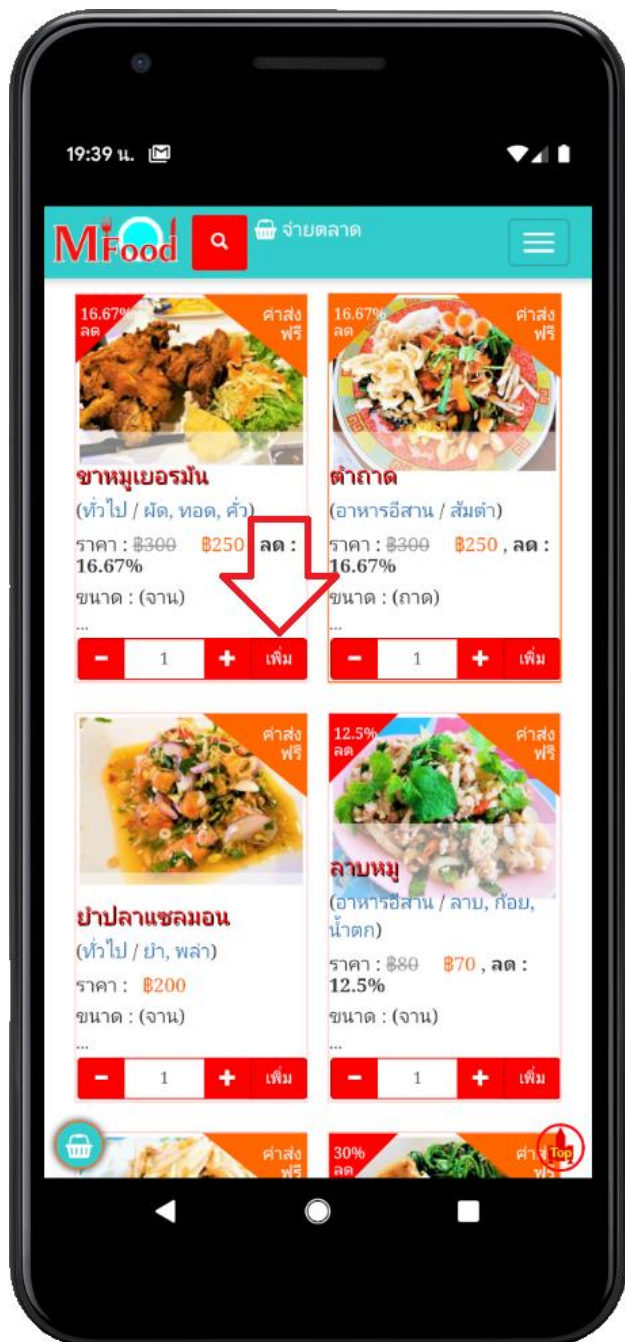 19:39 น.
MFood
จ่ายตลาด
16.67%
ลด
ค่าส่ง
ฟรี
ขาหมูเยอรมัน
(ทั่วไป / ผัด, ทอด, คั่ว)
ราคา : ฿300 ฿250 ลด :
16.67%
ขนาด : (จาน)
...
1
เพิ่ม
16.67%
ลด
ค่าส่ง
ฟรี
ตำถาด
(อาหารอีสาน / ส้มตำ)
ราคา : ฿300 ฿250 , ลด :
16.67%
ขนาด : (ถาด)
...
1
เพิ่ม
ค่าส่ง
ฟรี
ยำปลาแซลมอน
(ทั่วไป / ยำ, พล่า)
ราคา : ฿200
ขนาด : (จาน)
...
1
เพิ่ม
12.5%
ลด
ค่าส่ง
ฟรี
ลาบหมู
(อาหารอีสาน / ลาบ, ก้อย,
น้ำตก)
ราคา : ฿80 ฿70 , ลด :
12.5%
ขนาด : (จาน)
...
1
เพิ่ม
ค่าส่ง
ฟรี
30%
ลด
Top